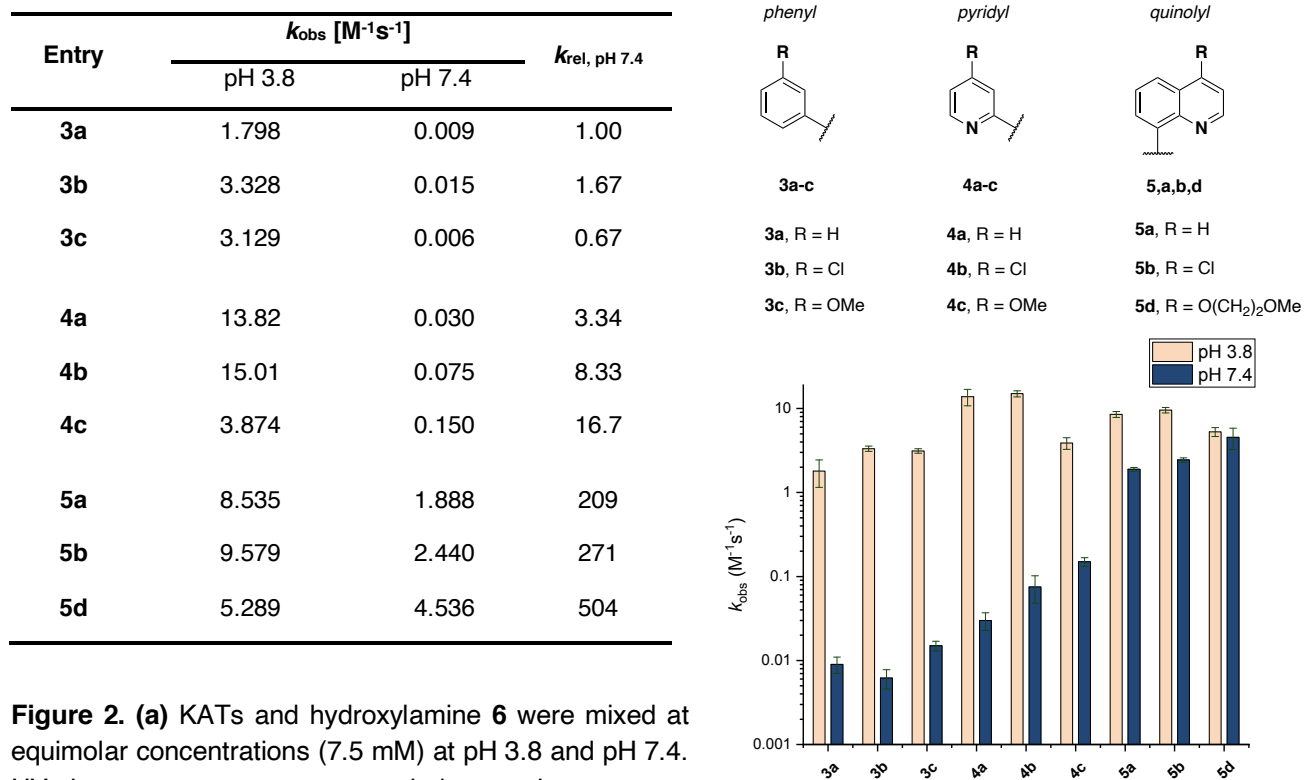 Entry kobs [M-1s-1] krel, pH 7.4
pH 3.8 pH 7.4
3a 1.798 0.009 1.00
3b 3.328 0.015 1.67
3c 3.129 0.006 0.67
4a 13.82 0.030 3.34
4b 15.01 0.075 8.33
4c 3.874 0.150 16.7
5a 8.535 1.888 209
5b 9.579 2.440 271
5d 5.289 4.536 504
Figure 2. (a) KATs and hydroxylamine 6 were mixed at
equimolar concentrations (7.5 mM) at pH 3.8 and pH 7.4.
phenyl pyridyl quinolyl
R R R
N N
3a-c 4a-c 5,a,b,d
3a, R = H 4a, R = H 5a, R = H
3b, R = Cl 4b, R = Cl 5b, R = Cl
3c, R = OMe 4c, R = OMe 5d, R = O(CH2)2OMe
pH 3.8
pH 7.4
kobs (M-1s-1)
10
1
0.1
0.01
0.001
3a 3b 3c 4a 4b 4c 5a 5b 5d